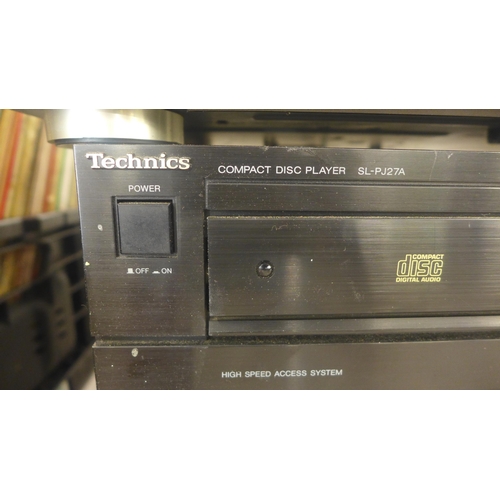 Technics
COMPACT DISC PLAYER SL-PJ27A
POWER
OFF ON
COMPACT
disc
DIGITAL AUDIO
HIGH SPEED ACCESS SYSTEM